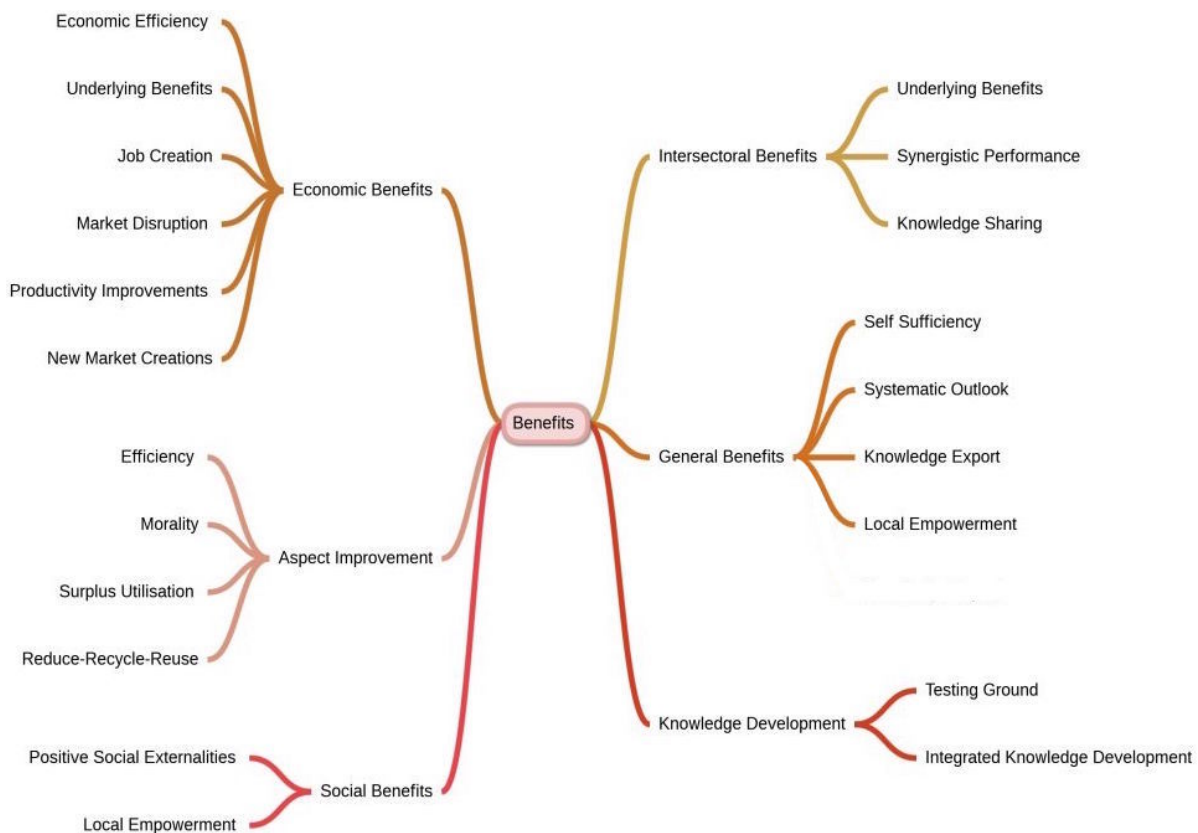 Economic Efficiency
Underlying Benefits
Job Creation
Market Disruption
Productivity Improvements
New Market Creations
Economic Benefits
Efficiency
Morality
Surplus Utilisation
Reduce-Recycle-Reuse
Aspect Improvement
Positive Social Externalities
Local Empowerment
Social Benefits
Benefits
Intersectoral Benefits
Underlying Benefits
Synergistic Performance
Knowledge Sharing
General Benefits
Self Sufficiency
Systematic Outlook
Knowledge Export
Local Empowerment
Knowledge Development
Testing Ground
Integrated Knowledge Development